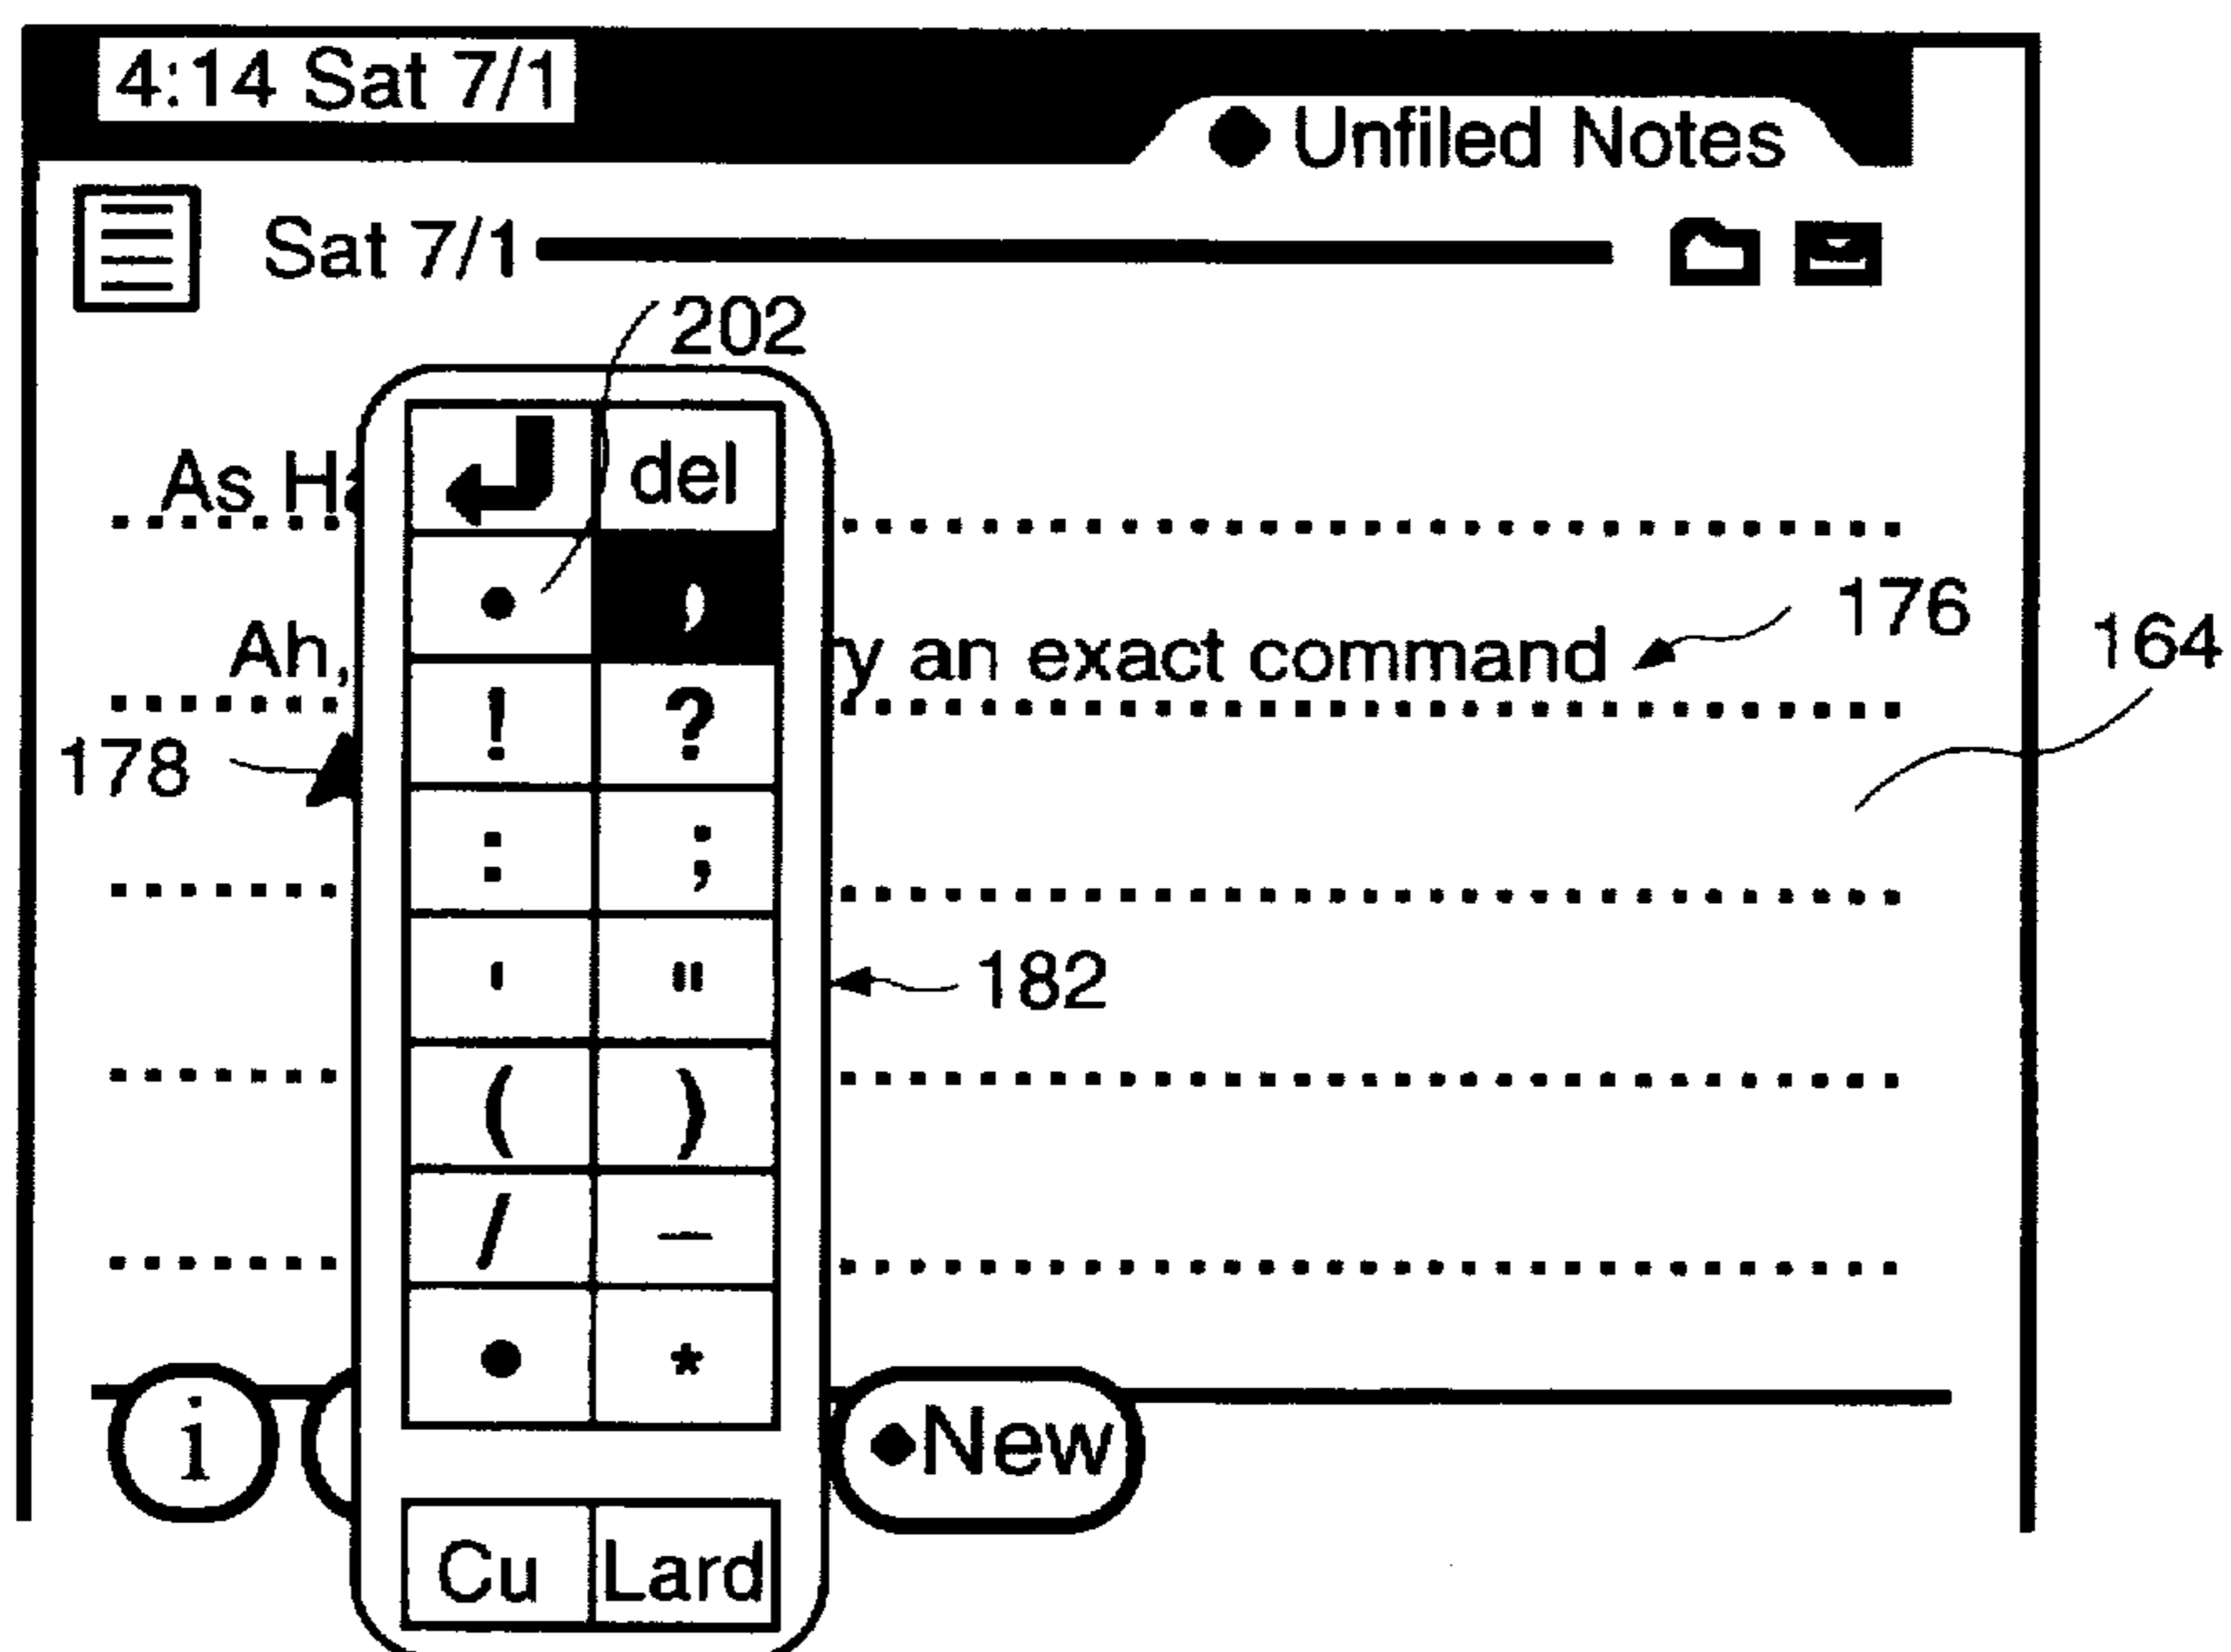 4:14 Sat 7/1
Unfiled Notes
Sat 7/1
202
del
As Ha
• ,
Ah, y an exact command
176
164
! ?
178
: ;
' "
182
( )
/ –
• *
i
New
Cu Lard